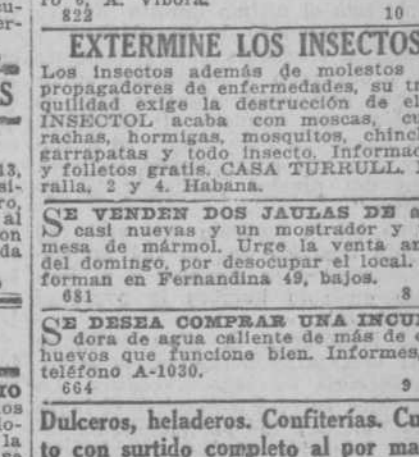 822 10
EXTERMINE LOS INSECTOS
Los insectos además de molestos
propagadores de enfermedades, su
quilidad exige la destrucción de
INSECTOL acaba con moscas,
rachas, hormigas, mosquitos,
garrapatas y todo insecto.
y folletos gratis. CASA TURRULL.
ralla, 2 y 4. Habana.
SE VENDEN DOS JAULAS DE
casi nuevas y un mostrador y
mesa de mármol. Urge la venta
del domingo, por desocupar el local.
forman en Fernandina 49, bajos.
681 8
SE DESEA COMPRAR UNA
dora de agua caliente de más de
huevos que funcione bien. Informes,
teléfono A-1030.
664 9
Dulceros, heladeros. Confiterías.
to con surtido completo al por